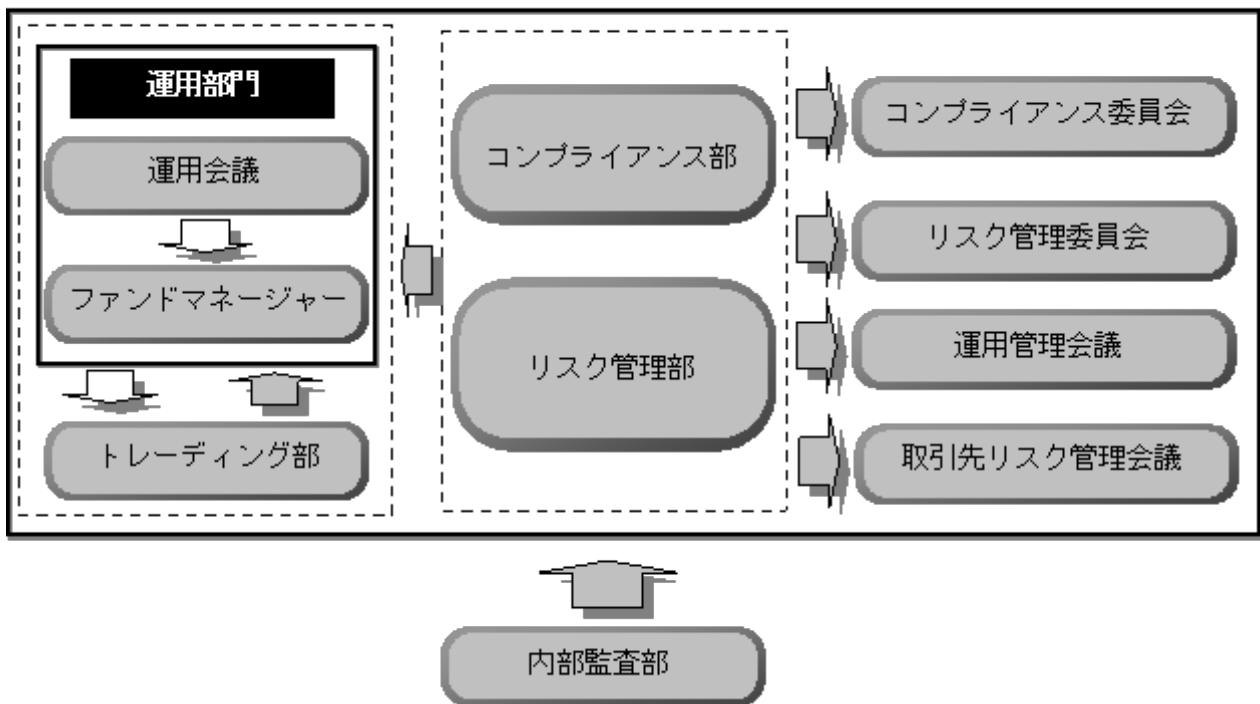 運用部門
運用会議
ファンドマネージャー
トレーディング部
コンプライアンス部
リスク管理部
コンプライアンス委員会
リスク管理委員会
運用管理会議
取引先リスク管理会議
内部監査部